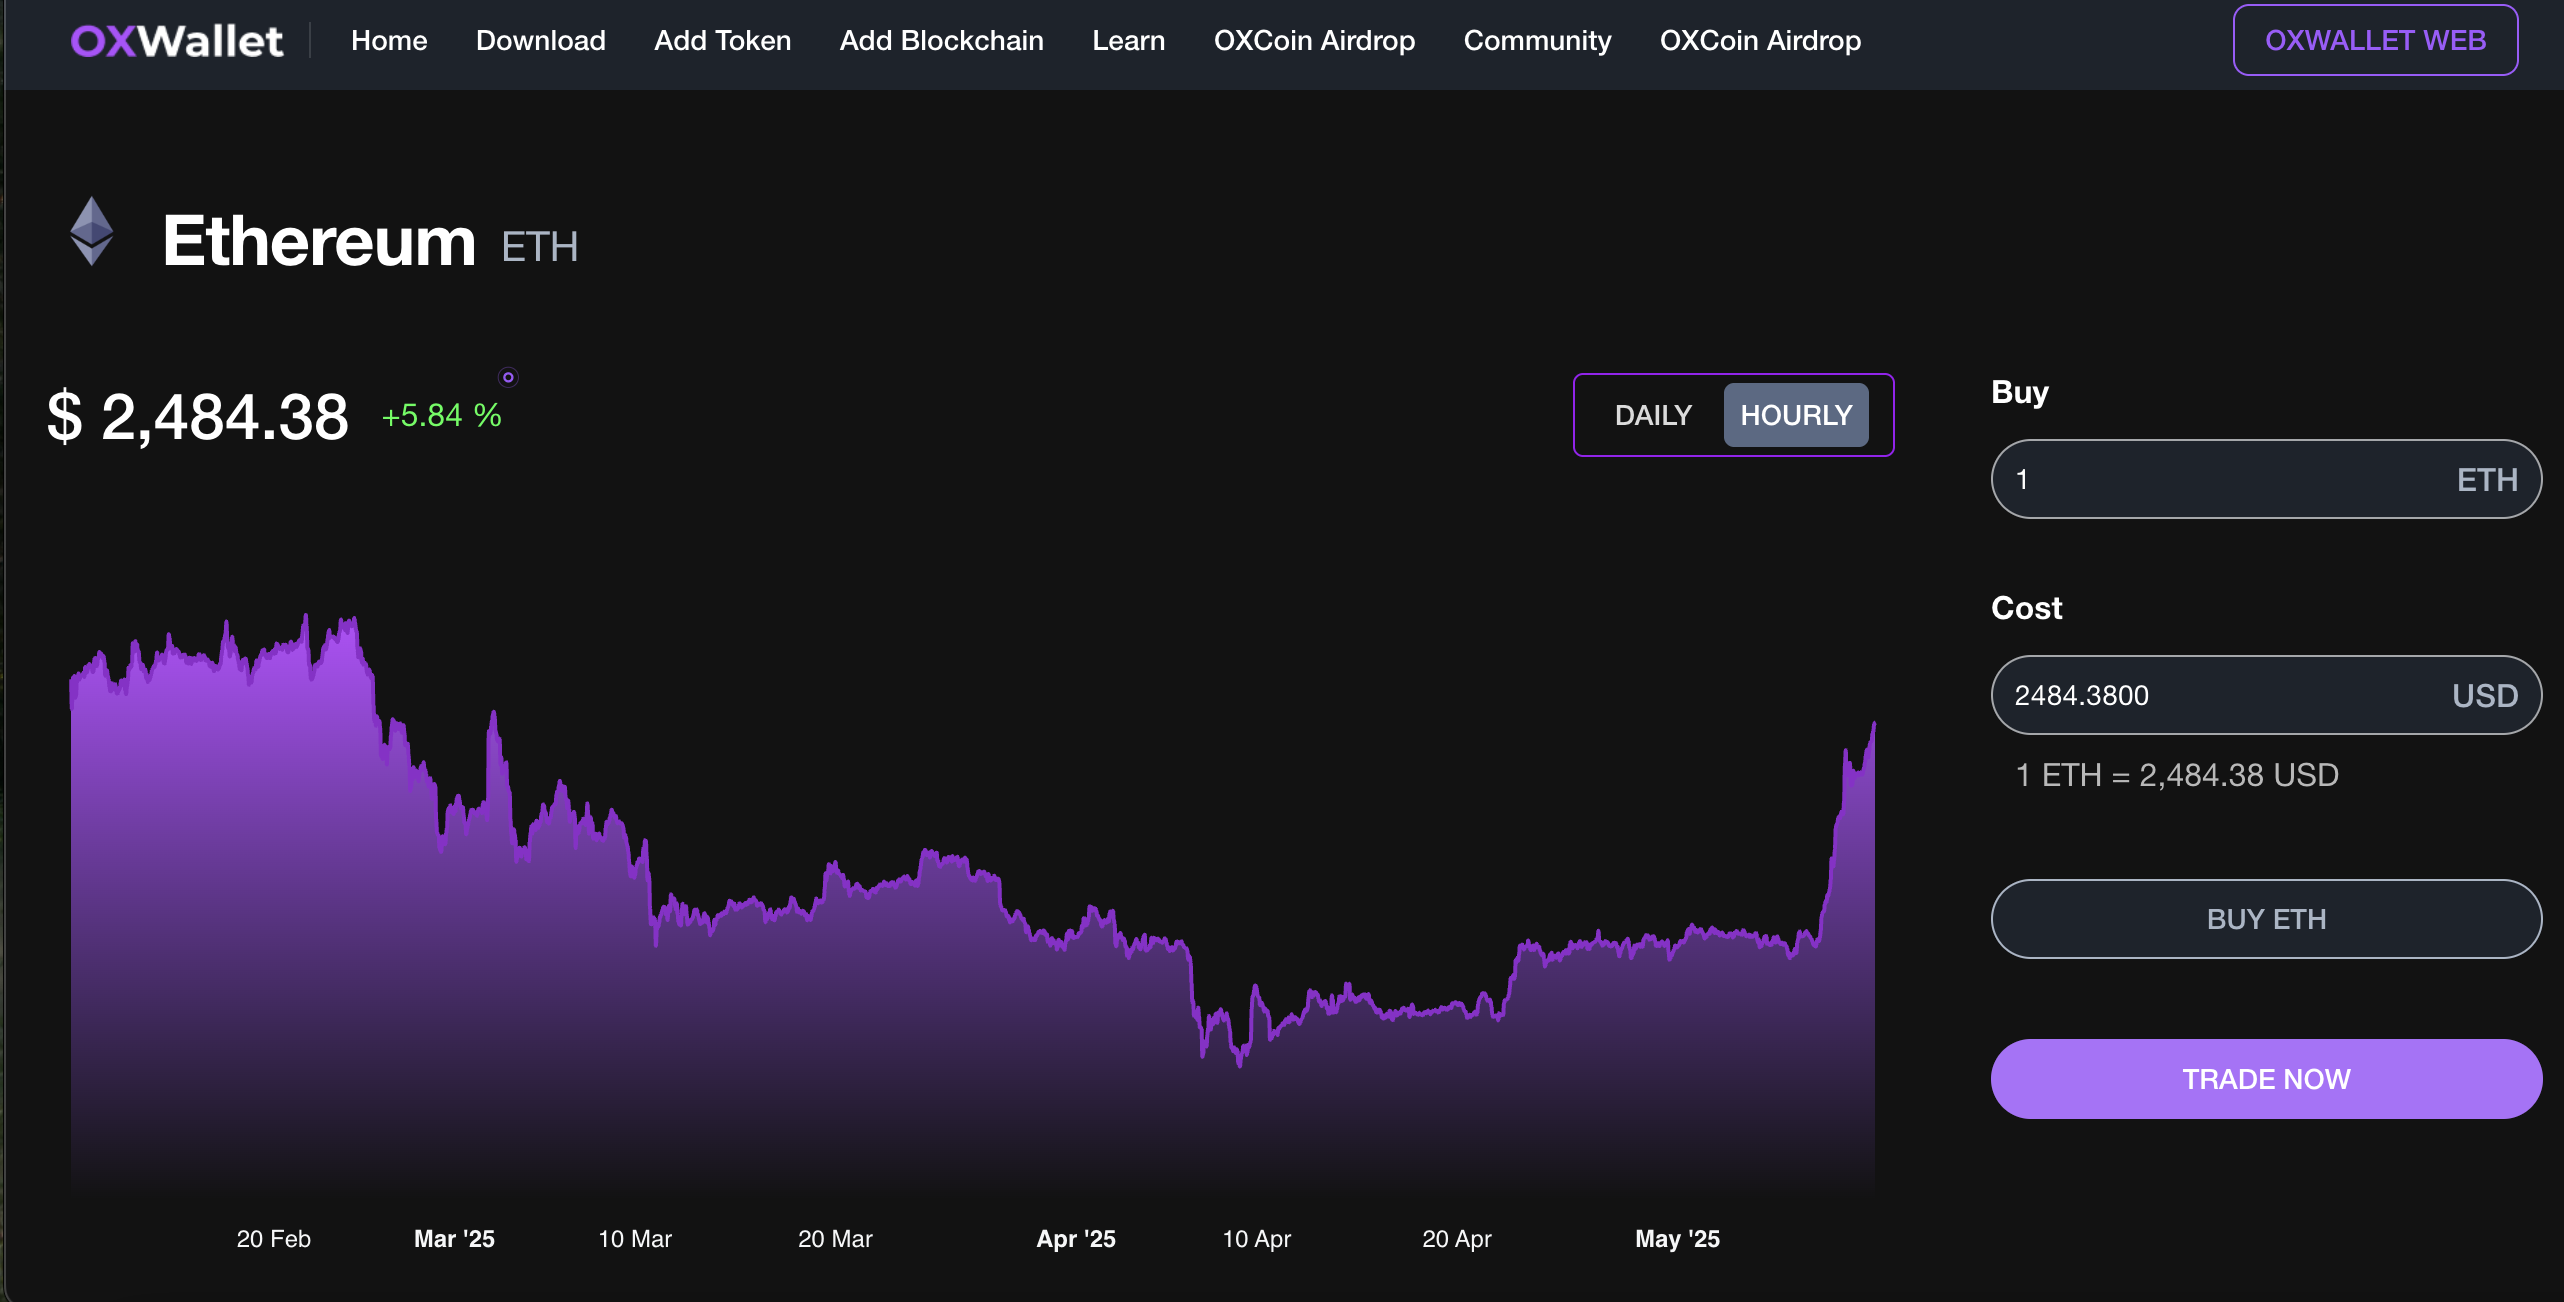 OXWallet Home Download Add Token Add Blockchain Learn OXCoin Airdrop Community OXCoin Airdrop OXWALLET WEB
Ethereum ETH
$ 2,484.38 +5.84 %
DAILY HOURLY
Buy
1 ETH
Cost
2484.3800 USD
1 ETH = 2,484.38 USD
BUY ETH
TRADE NOW
20 Feb Mar '25 10 Mar 20 Mar Apr '25 10 Apr 20 Apr May '25